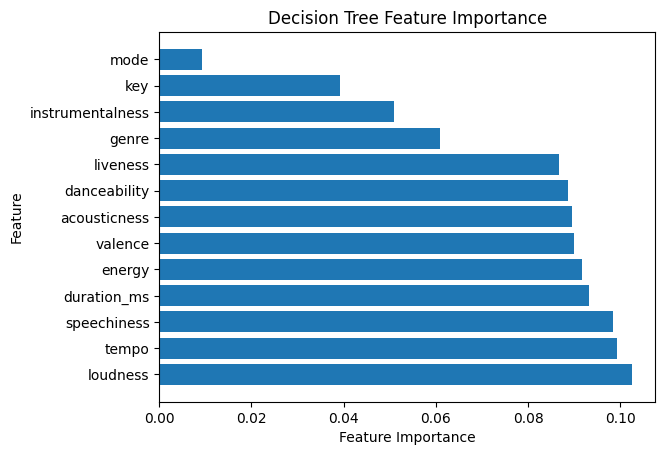 Decision Tree Feature Importance
mode
key
instrumentalness
genre
liveness
danceability
acousticness
valence
energy
duration_ms
speechiness
tempo
loudness
Feature
0.00 0.02 0.04 0.06 0.08 0.10
Feature Importance